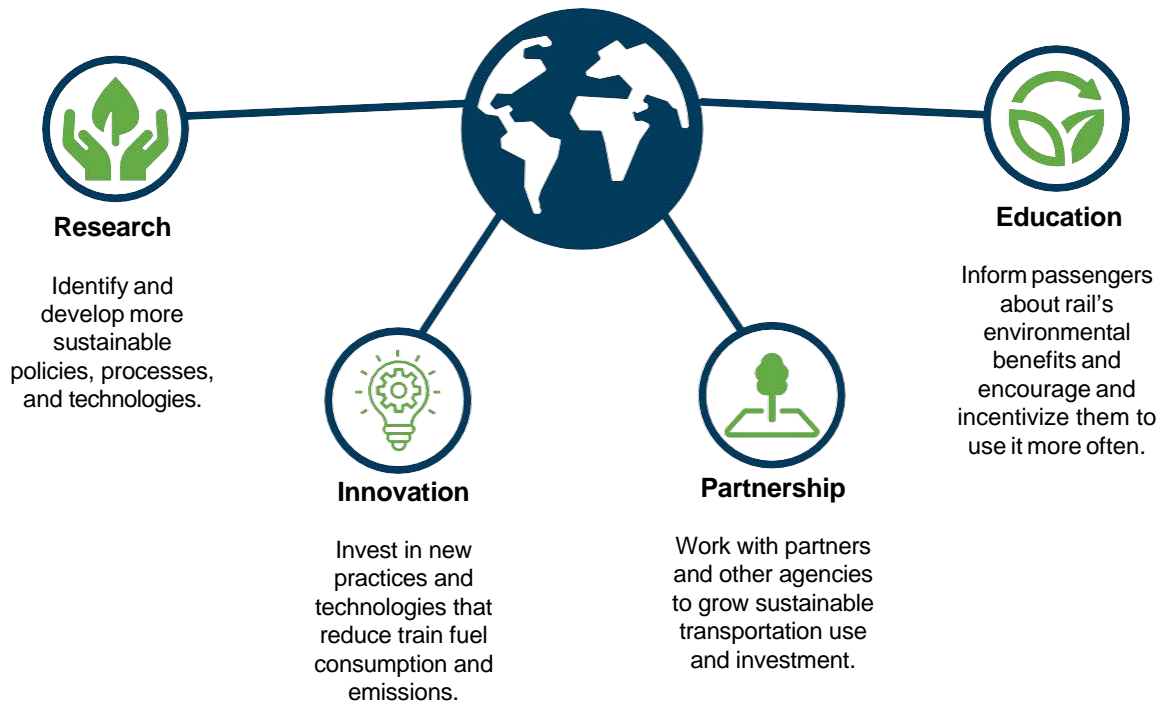 Research
Identify and
develop more
sustainable
policies, processes,
and technologies.
Innovation
Invest in new
practices and
technologies that
reduce train fuel
consumption and
emissions.
Partnership
Work with partners
and other agencies
to grow sustainable
transportation use
and investment.
Education
Inform passengers
about rail’s
environmental
benefits and
encourage and
incentivize them to
use it more often.